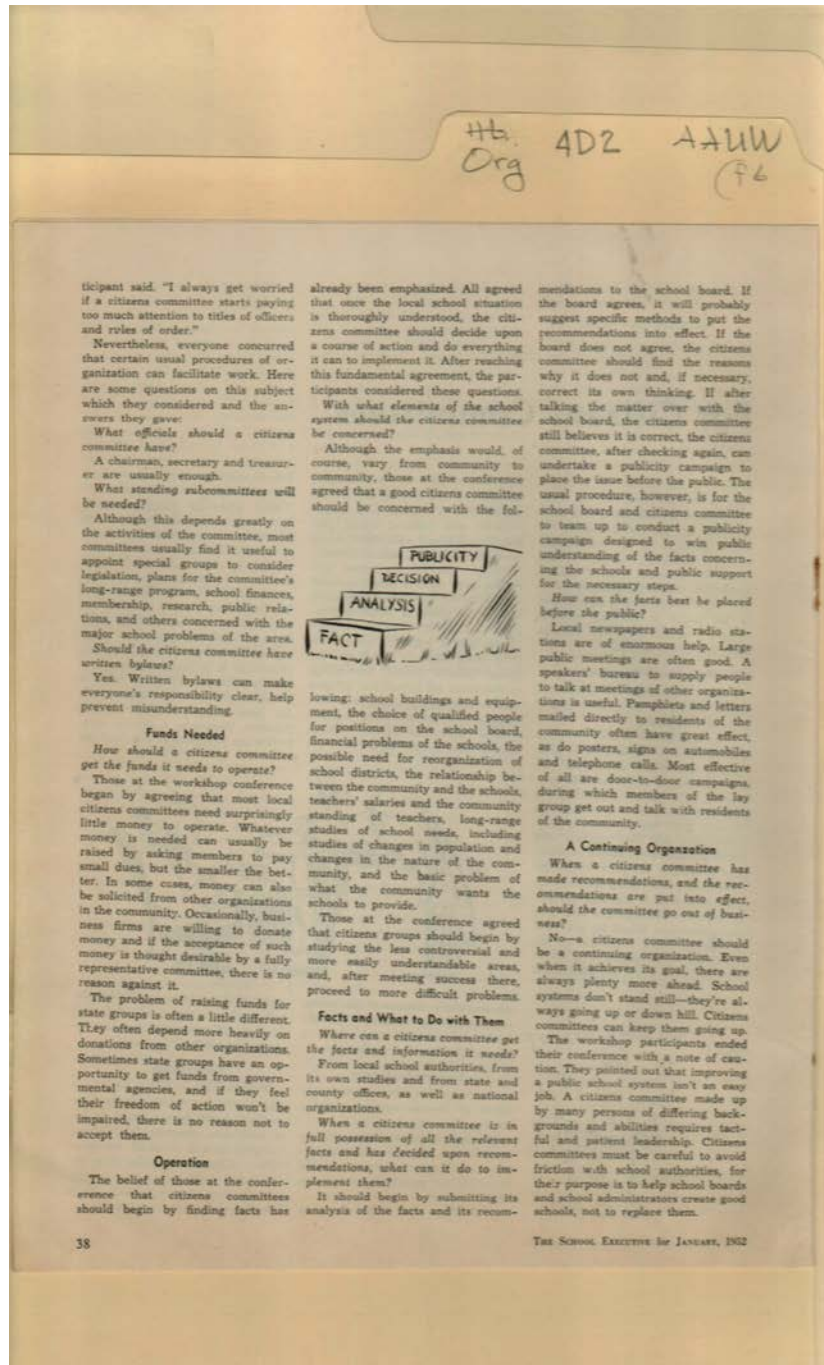 Hb.
Org 4D2 AAUW
ticipant said. "I always get worried
if a citizens committee starts paying
too much attention to titles of officers
and rules of order."
Nevertheless, everyone concurred
that certain usual procedures of or-
ganization can facilitate work. Here
are some questions on this subject
which they considered and the an-
swers they gave:
What officials should a citizens
committee have?
A chairman, secretary and treasur-
er are usually enough.
What standing subcommittees will
be needed?
Although this depends greatly on
the activities of the committee, most
committees usually find it useful to
appoint special groups to consider
legislation, plans for the committee's
long-range program, school finances,
membership, research, public rela-
tions, and others concerned with the
major school problems of the area.
Should the citizens committee have
written bylaws?
Yes. Written bylaws can make
everyone's responsibility clear, help
prevent misunderstanding.
Funds Needed
How should a citizens committee
get the funds it needs to operate?
Those at the workshop conference
began by agreeing that most local
citizens committees need surprisingly
little money to operate. Whatever
money is needed can usually be
raised by asking members to pay
small dues, but the smaller the bet-
ter. In some cases, money can also
be solicited from other organizations
in the community. Occasionally, busi-
ness firms are willing to donate
money and if the acceptance of such
money is thought desirable by a fully
representative committee, there is no
reason against it.
The problem of raising funds for
state groups is often a little different.
They often depend more heavily on
donations from other organizations.
Sometimes state groups have an op-
portunity to get funds from govern-
mental agencies, and if they feel
their freedom of action won't be
impaired, there is no reason not to
accept them.
Operation
The belief of those at the confer-
erence that citizens committees
should begin by finding facts has
already been emphasized. All agreed
that once the local school situation
is thoroughly understood, the citi-
zens committee should decide upon
a course of action and do everything
it can to implement it. After reaching
this fundamental agreement, the par-
ticipants considered these questions.
With what elements of the school
system should the citizens committee
be concerned?
Although the emphasis would, of
course, vary from community to
community, those at the conference
agreed that a good citizens committee
should be concerned with the fol-
PUBLICITY
DECISION
ANALYSIS
FACT
lowing: school buildings and equip-
ment, the choice of qualified people
for positions on the school board,
financial problems of the schools, the
possible need for reorganization of
school districts, the relationship be-
tween the community and the schools,
teachers' salaries and the community
standing of teachers, long-range
studies of school needs, including
studies of changes in population and
changes in the nature of the com-
munity, and the basic problem of
what the community wants the
schools to provide.
Those at the conference agreed
that citizens groups should begin by
studying the less controversial and
more easily understandable areas,
and, after meeting success there,
proceed to more difficult problems.
Facts and What to Do with Them
Where can a citizens committee get
the facts and information it needs?
From local school authorities, from
its own studies and from state and
county offices, as well as national
organizations.
When a citizens committee is in
full possession of all the relevant
facts and has decided upon recom-
mendations, what can it do to im-
plement them?
It should begin by submitting its
analysis of the facts and its recom-
mendations to the school board. If
the board agrees, it will probably
suggest specific methods to put the
recommendations into effect. If the
board does not agree, the citizens
committee should find the reasons
why it does not and, if necessary,
correct its own thinking. If after
talking the matter over with the
school board, the citizens committee
still believes it is correct, the citizens
committee, after checking again, can
undertake a publicity campaign to
place the issue before the public. The
usual procedure, however, is for the
school board and citizens committee
to team up to conduct a publicity
campaign designed to win public
understanding of the facts concern-
ing the schools and public support
for the necessary steps.
How can the facts best be placed
before the public?
Local newspapers and radio sta-
tions are of enormous help. Large
public meetings are often good. A
speakers' bureau to supply people
to talk at meetings of other organiza-
tions is useful. Pamphlets and letters
mailed directly to residents of the
community often have great effect,
as do posters, signs on automobiles
and telephone calls. Most effective
of all are door-to-door campaigns,
during which members of the lay
group get out and talk with residents
of the community.
A Continuing Organzation
When a citizens committee has
made recommendations, and the rec-
ommendations are put into effect,
should the committee go out of busi-
ness?
No—a citizens committee should
be a continuing organization. Even
when it achieves its goal, there are
always plenty more ahead. School
systems don't stand still—they're al-
ways going up or down hill. Citizens
committees can keep them going up.
The workshop participants ended
their conference with a note of cau-
tion. They pointed out that improving
a public school system isn't an easy
job. A citizens committee made up
by many persons of differing back-
grounds and abilities requires tact-
ful and patient leadership. Citizens
committees must be careful to avoid
friction with school authorities, for
their purpose is to help school boards
and school administrators create good
schools, not to replace them.
38
THE SCHOOL EXECUTIVE for JANUARY, 1952